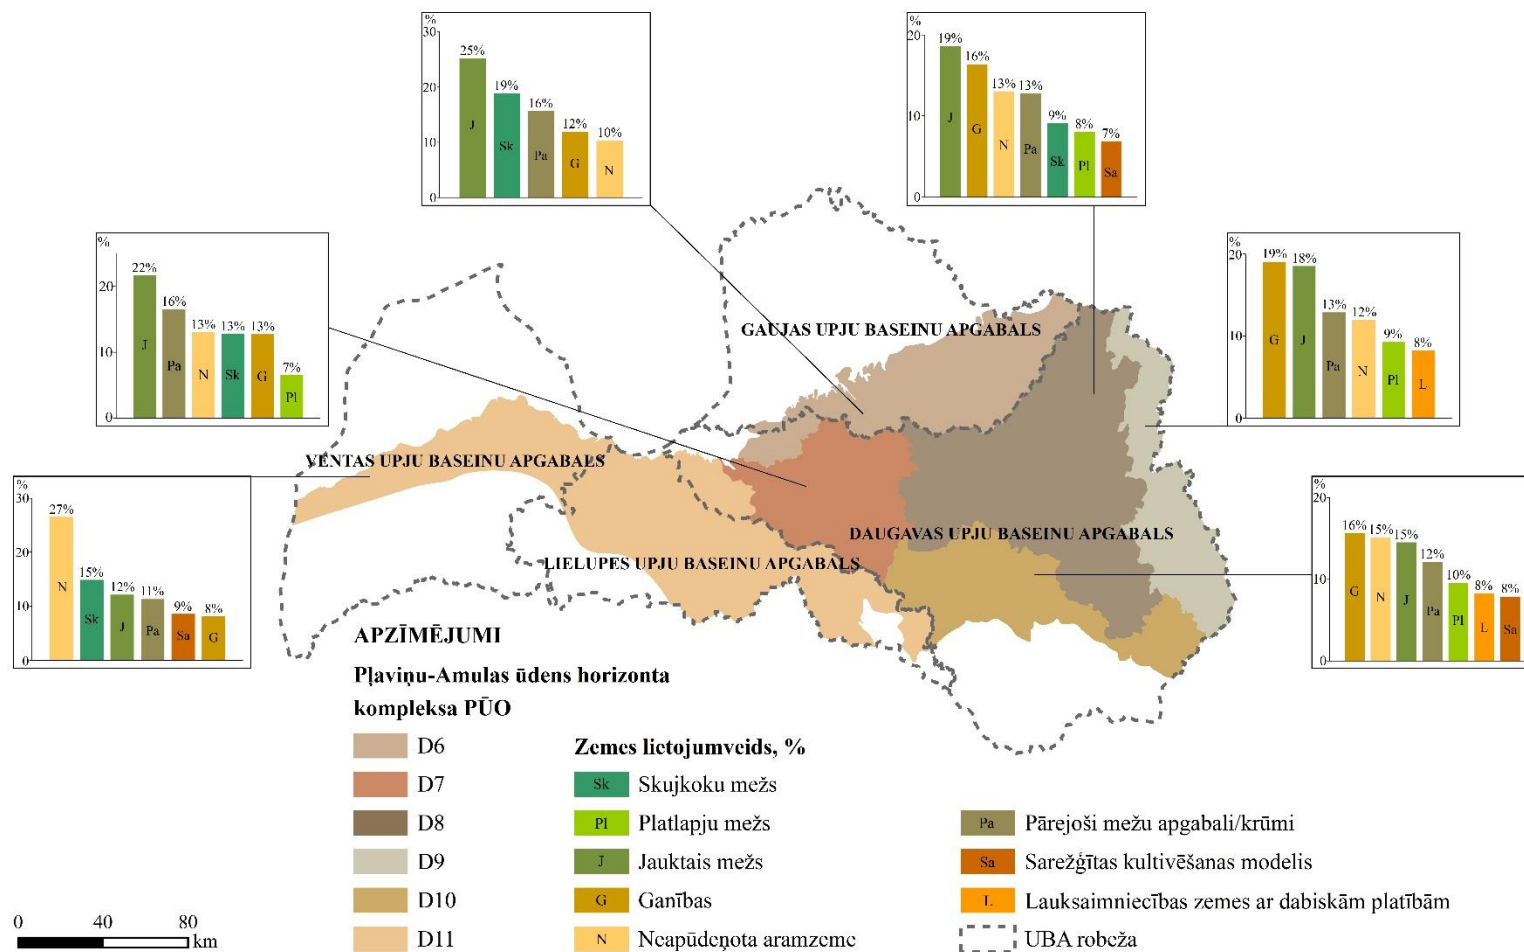 %
30
20
10
0
25%
19%
16%
12%
10%
J
Sk
Pa
G
N
%
20
10
0
19%
16%
13%
13%
9%
8%
7%
J
G
N
Pa
Sk
Pl
Sa
%
20
10
0
22%
16%
13%
13%
13%
7%
J
Pa
N
Sk
G
Pl
%
20
10
0
19%
18%
13%
12%
9%
8%
G
J
Pa
N
Pl
L
%
30
20
10
0
27%
15%
12%
11%
9%
8%
N
Sk
J
Pa
Sa
G
%
20
10
0
16%
15%
15%
12%
10%
8%
8%
G
N
J
Pa
Pl
L
Sa
GAUJAS UPJU BASEINU APGABALS
VENTAS UPJU BASEINU APGABALS
DAUGAVAS UPJU BASEINU APGABALS
LIELUPES UPJU BASEINU APGABALS
APZĪMĒJUMI
Pļaviņu-Amulas ūdens horizonta
kompleksa PŪO
D6
D7
D8
D9
D10
D11
Zemes lietojumveids, %
Sk Skujkoku mežs
Pl Platlapju mežs
J Jauktais mežs
G Ganības
N Neapūdeņota aramzeme
Pa Pārejoši mežu apgabali/krūmi
Sa Sarežģītas kultivēšanas modelis
L Lauksaimniecības zemes ar dabiskām platībām
UBA robeža
0 40 80
km